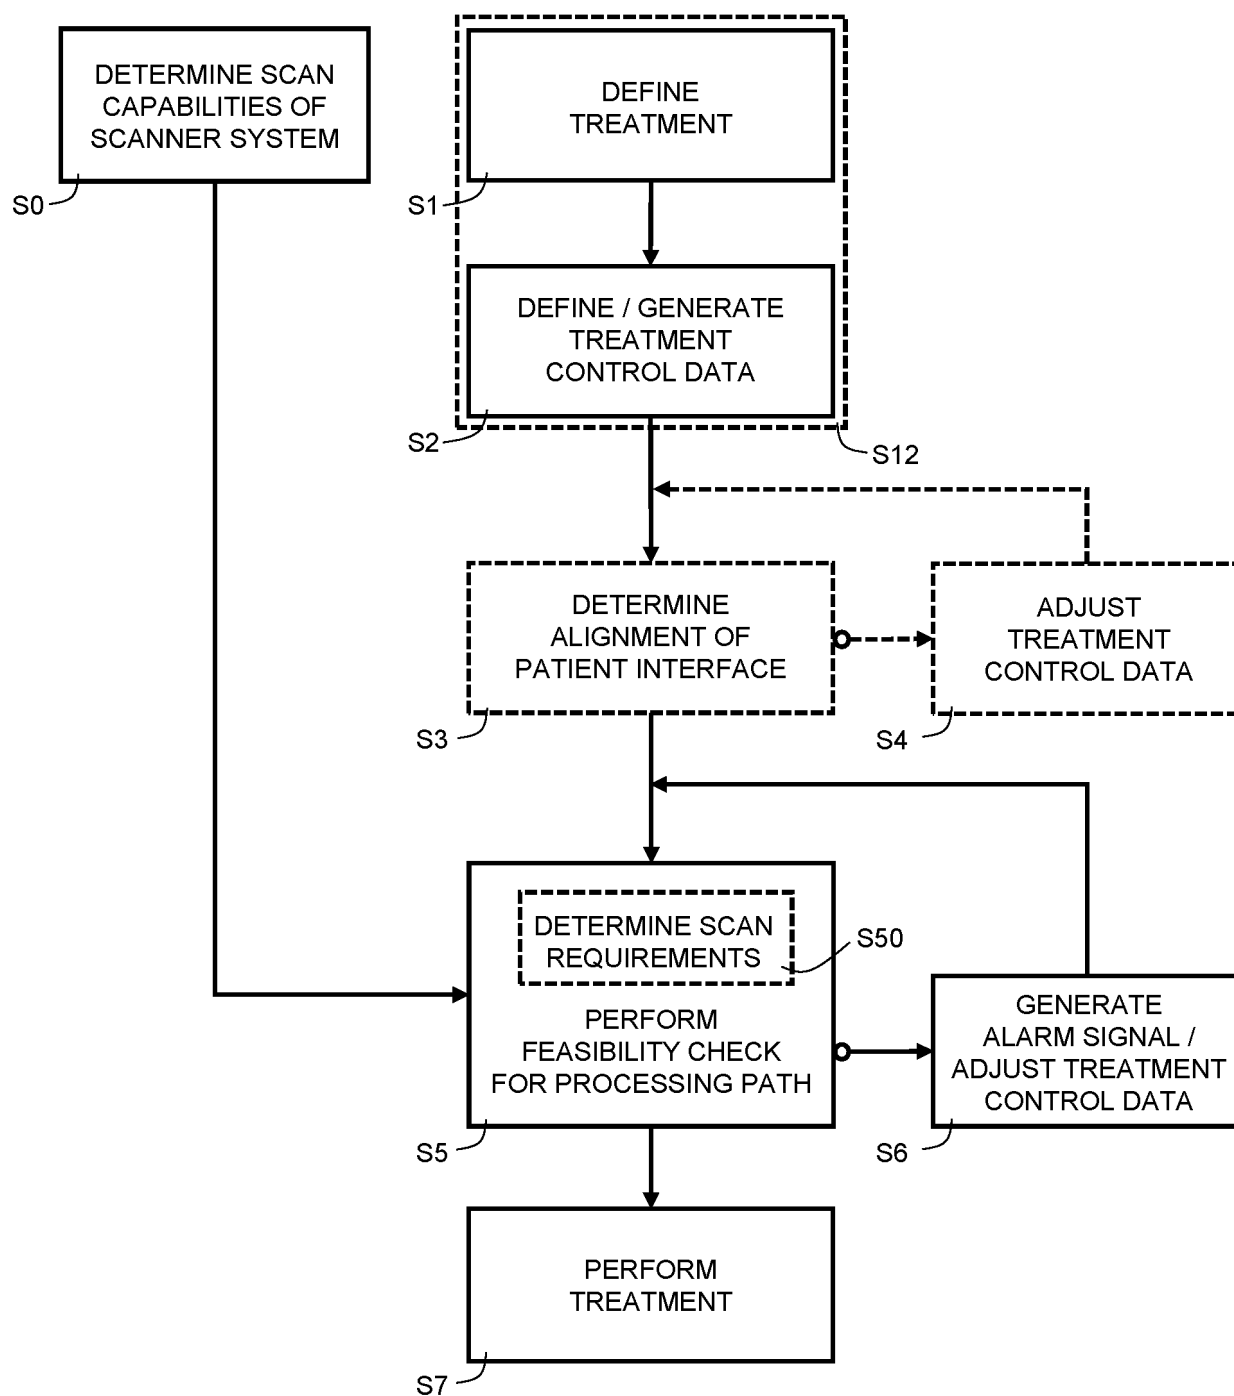 DETERMINE SCAN
CAPABILITIES OF
SCANNER SYSTEM
S0
DEFINE
TREATMENT
S1
DEFINE / GENERATE
TREATMENT
CONTROL DATA
S2
S12
DETERMINE
ALIGNMENT OF
PATIENT INTERFACE
S3
ADJUST
TREATMENT
CONTROL DATA
S4
DETERMINE SCAN
REQUIREMENTS
S50
PERFORM
FEASIBILITY CHECK
FOR PROCESSING PATH
S5
GENERATE
ALARM SIGNAL /
ADJUST TREATMENT
CONTROL DATA
S6
PERFORM
TREATMENT
S7